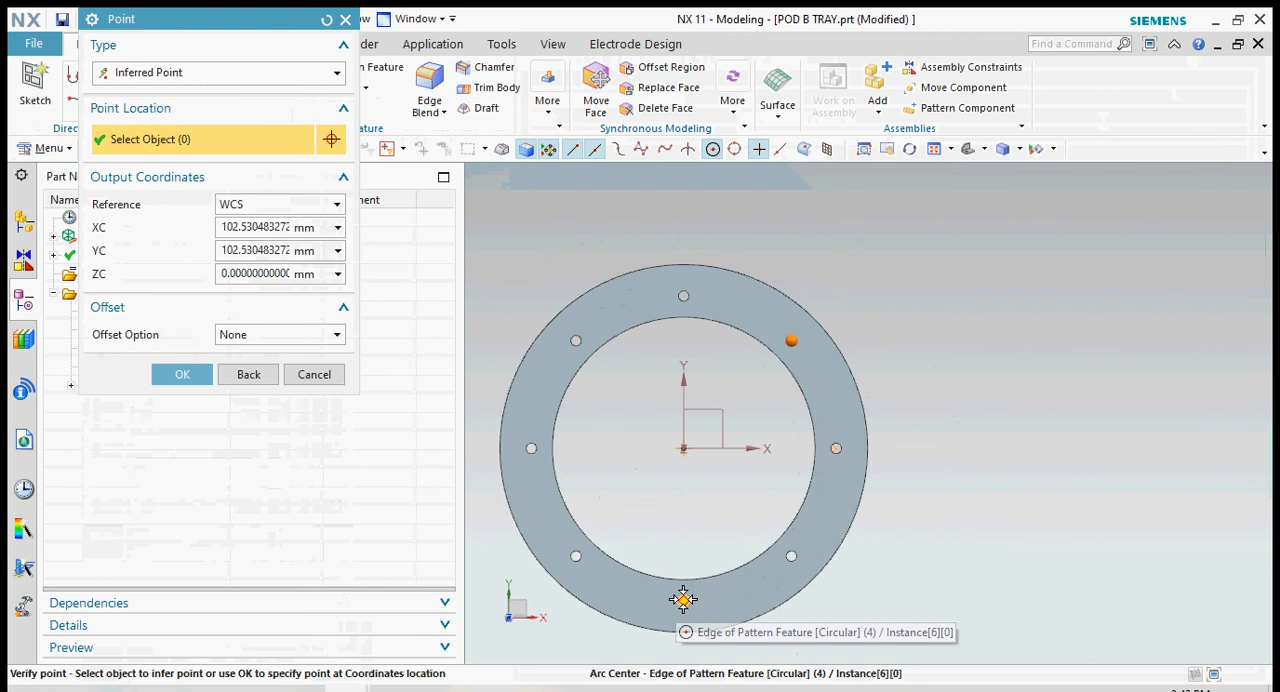 NX
Point
ow
Window
NX 11 - Modeling - [POD B TRAY.prt (Modified) ]
SIEMENS
File
Type
der
Application
Tools
View
Electrode Design
Find a Command
Inferred Point
Sketch
Feature
Edge
Blend
Chamfer
Trim Body
Draft
More
Move
Face
Offset Region
Replace Face
Delete Face
More
Surface
Work on
Assembly
Add
Assembly Constraints
Move Component
Pattern Component
Direc
Point Location
ature
Synchronous Modeling
Assemblies
Menu
Select Object (0)
Part N
Output Coordinates
Name
ment
Reference
WCS
XC
102.530483272 mm
YC
102.530483272 mm
ZC
0.0000000000 mm
Offset
Offset Option
None
OK
Back
Cancel
Y
X
Y
X
Edge of Pattern Feature [Circular] (4) / Instance[6][0]
Dependencies
Details
Preview
Verify point - Select object to infer point or use OK to specify point at Coordinates location
Arc Center - Edge of Pattern Feature [Circular] (4) / Instance[6][0]